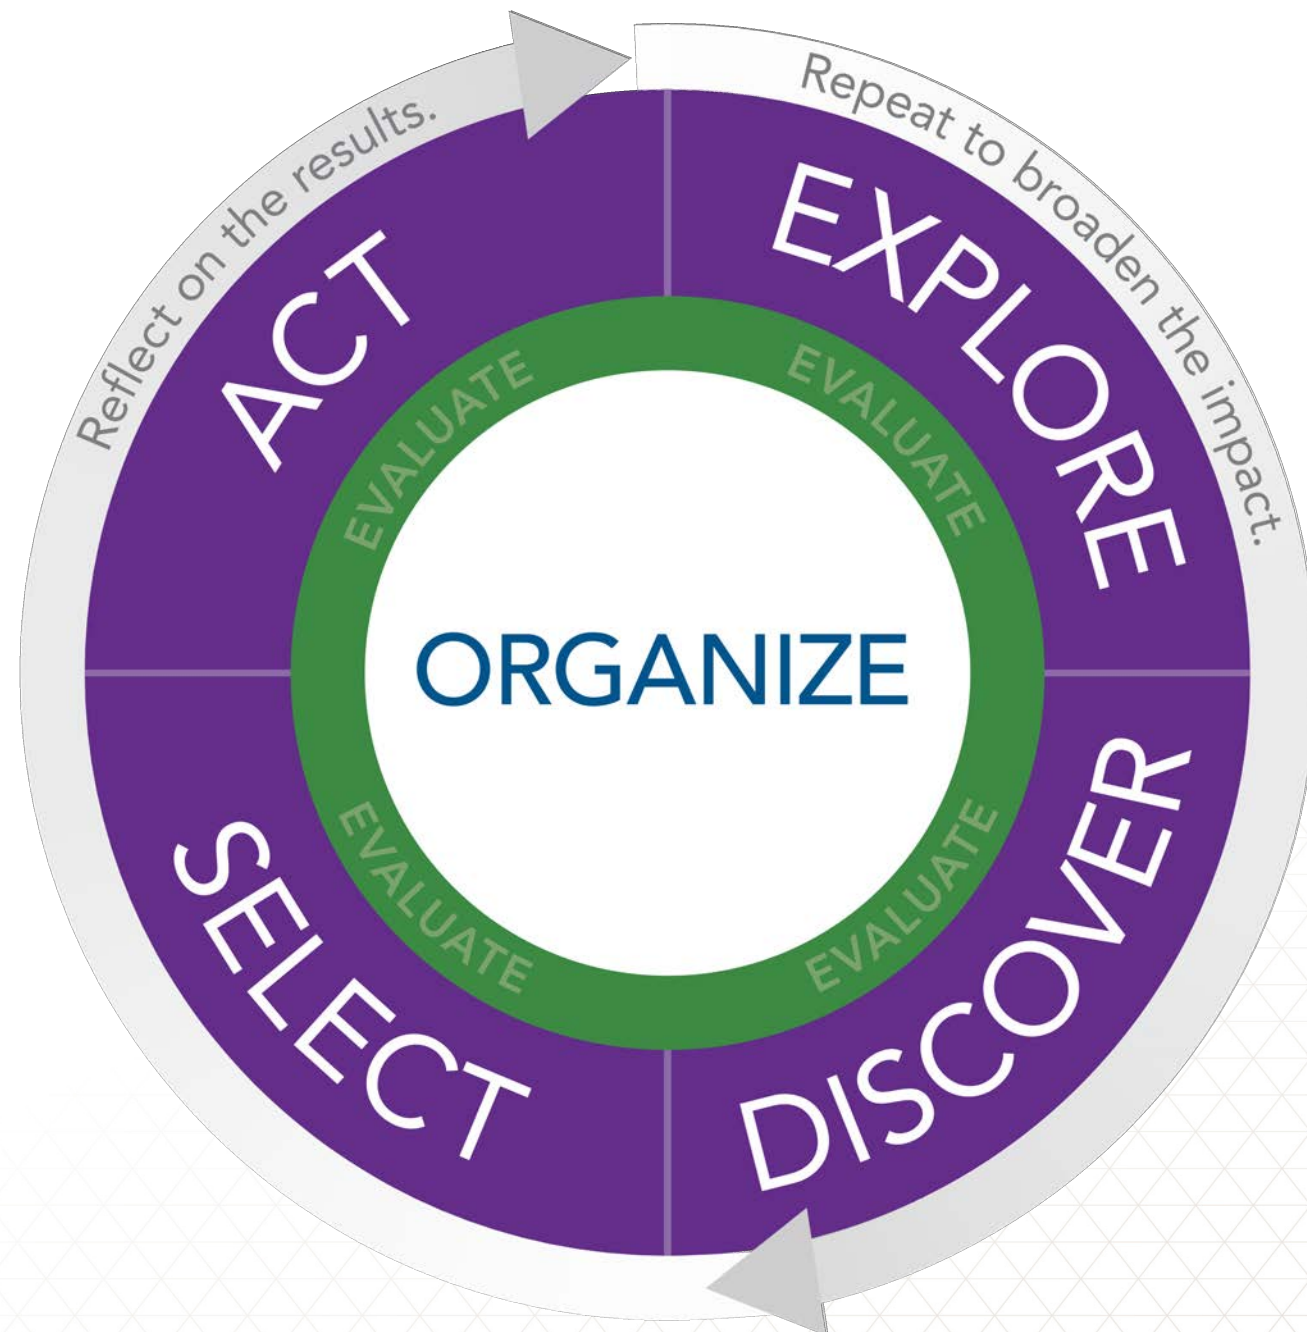 Reflect on the results.
Repeat to broaden the impact.
ACT
EXPLORE
EVALUATE
EVALUATE
ORGANIZE
SELECT
DISCOVER
EVALUATE
EVALUATE